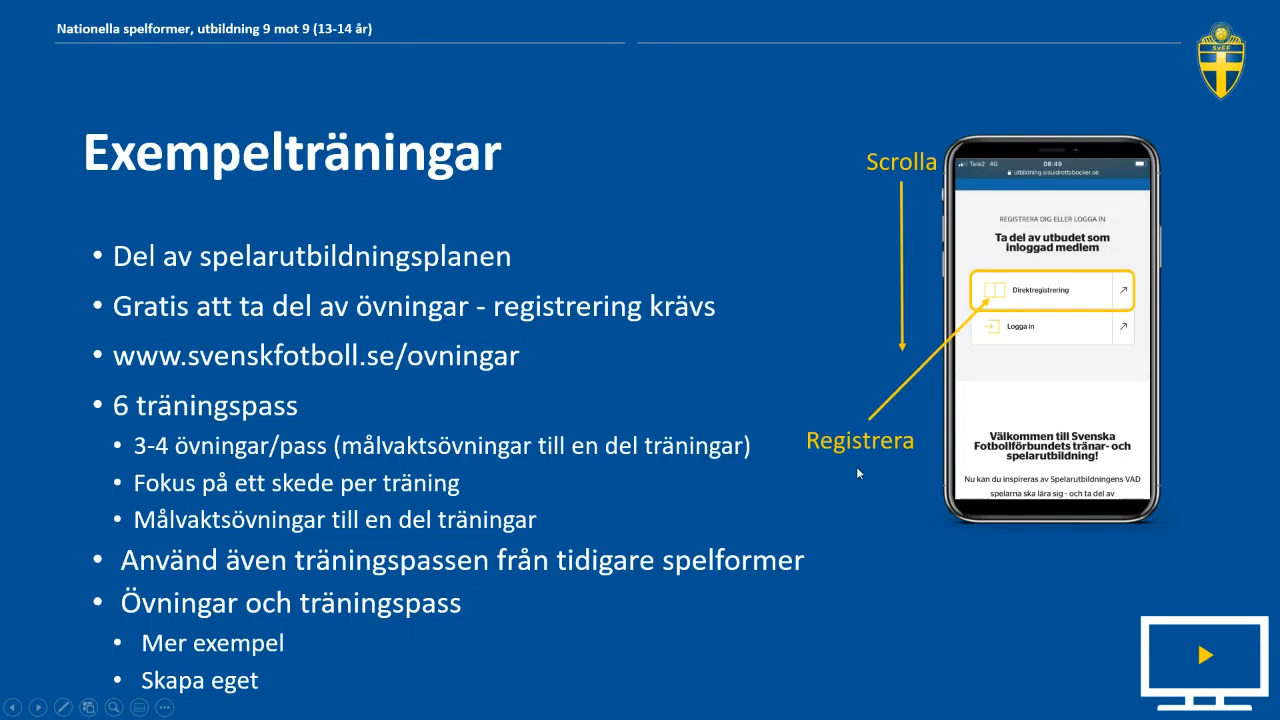 Nationella spelformer, utbildning 9 mot 9 (13-14 år)
SvFF
Exempelträningar
• Del av spelarutbildningsplanen
• Gratis att ta del av övningar - registrering krävs
• www.svenskfotboll.se/ovningar
• 6 träningspass
• 3-4 övningar/pass (målvaktsövningar till en del träningar)
• Fokus på ett skede per träning
• Målvaktsövningar till en del träningar
• Använd även träningspassen från tidigare spelformer
• Övningar och träningspass
• Mer exempel
• Skapa eget
Scrolla
Registrera
Tele2 4G 08:49
utbildning.sisuidrottsbocker.se
REGISTRERA DIG ELLER LOGGA IN
Ta del av utbudet som
inloggad medlem
Direktregistrering
Logga in
Välkommen till Svenska
Fotbollförbundets tränar- och
spelarutbildning!
Nu kan du inspireras av Spelarutbildningens VAD
spelarna ska lära sig - och ta del av